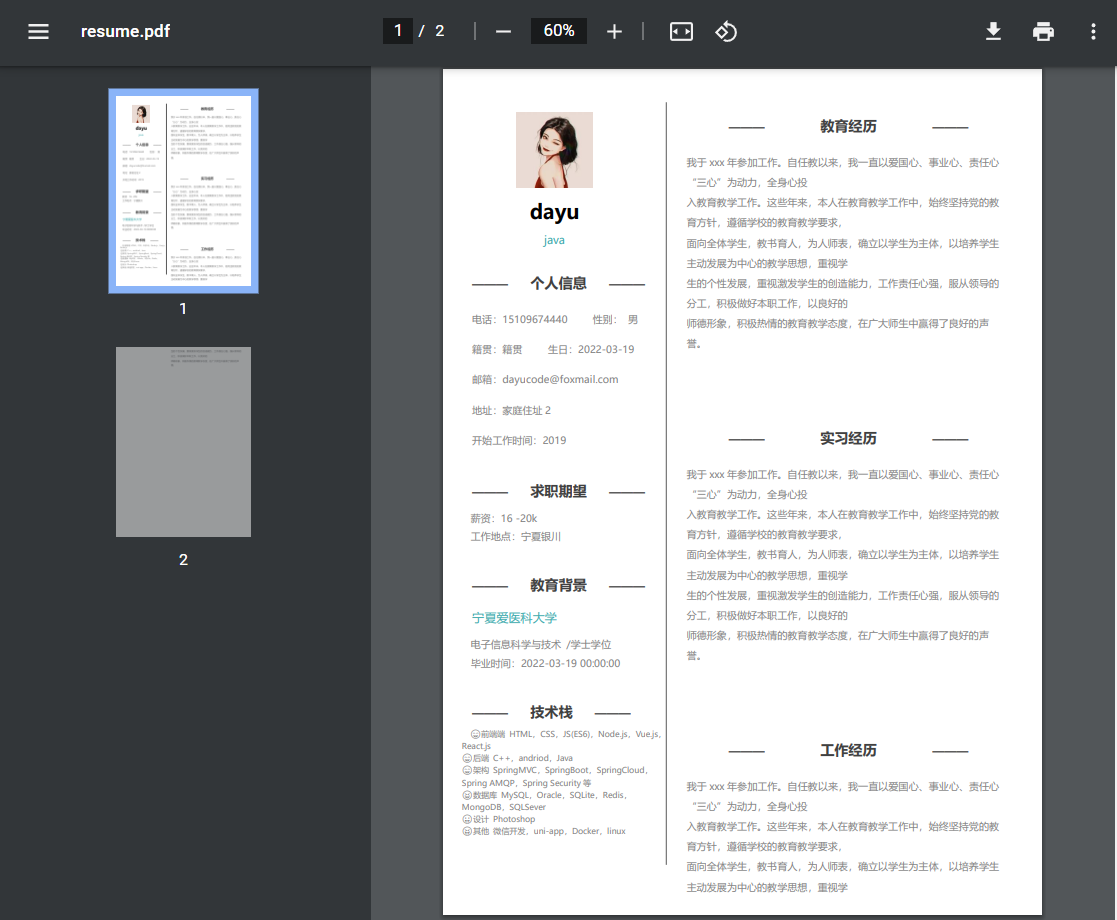 resume.pdf
1 / 2
60%
1
2
dayu
java
个人信息
电话：15109674440 性别： 男
籍贯：籍贯 生日：2022-03-19
邮箱：dayucode@foxmail.com
地址：家庭住址 2
开始工作时间：2019
求职期望
薪资：16 -20k
工作地点：宁夏银川
教育背景
宁夏爱医科大学
电子信息科学与技术 /学士学位
毕业时间：2022-03-19 00:00:00
技术栈
前端端 HTML，CSS，JS(ES6)，Node.js，Vue.js，
React.js
后端 C++，andriod，Java
架构 SpringMVC，SpringBoot，SpringCloud，
Spring AMQP，Spring Security 等
数据库 MySQL，Oracle，SQLite，Redis，
MongoDB，SQLSever
设计 Photoshop
其他 微信开发，uni-app，Docker，linux
教育经历
我于 xxx 年参加工作。自任教以来，我一直以爱国心、事业心、责任心
“三心”为动力，全身心投
入教育教学工作。这些年来，本人在教育教学工作中，始终坚持党的教
育方针，遵循学校的教育教学要求，
面向全体学生，教书育人，为人师表，确立以学生为主体，以培养学生
主动发展为中心的教学思想，重视学
生的个性发展，重视激发学生的创造能力，工作责任心强，服从领导的
分工，积极做好本职工作，以良好的
师德形象，积极热情的教育教学态度，在广大师生中赢得了良好的声
誉。
实习经历
我于 xxx 年参加工作。自任教以来，我一直以爱国心、事业心、责任心
“三心”为动力，全身心投
入教育教学工作。这些年来，本人在教育教学工作中，始终坚持党的教
育方针，遵循学校的教育教学要求，
面向全体学生，教书育人，为人师表，确立以学生为主体，以培养学生
主动发展为中心的教学思想，重视学
生的个性发展，重视激发学生的创造能力，工作责任心强，服从领导的
分工，积极做好本职工作，以良好的
师德形象，积极热情的教育教学态度，在广大师生中赢得了良好的声
誉。
工作经历
我于 xxx 年参加工作。自任教以来，我一直以爱国心、事业心、责任心
“三心”为动力，全身心投
入教育教学工作。这些年来，本人在教育教学工作中，始终坚持党的教
育方针，遵循学校的教育教学要求，
面向全体学生，教书育人，为人师表，确立以学生为主体，以培养学生
主动发展为中心的教学思想，重视学